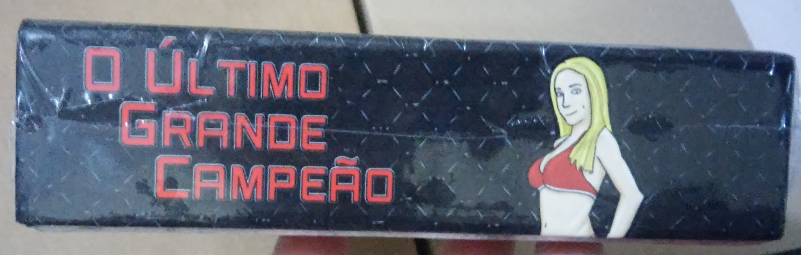 O ÚLTIMO
GRANDE
CAMPEÃO